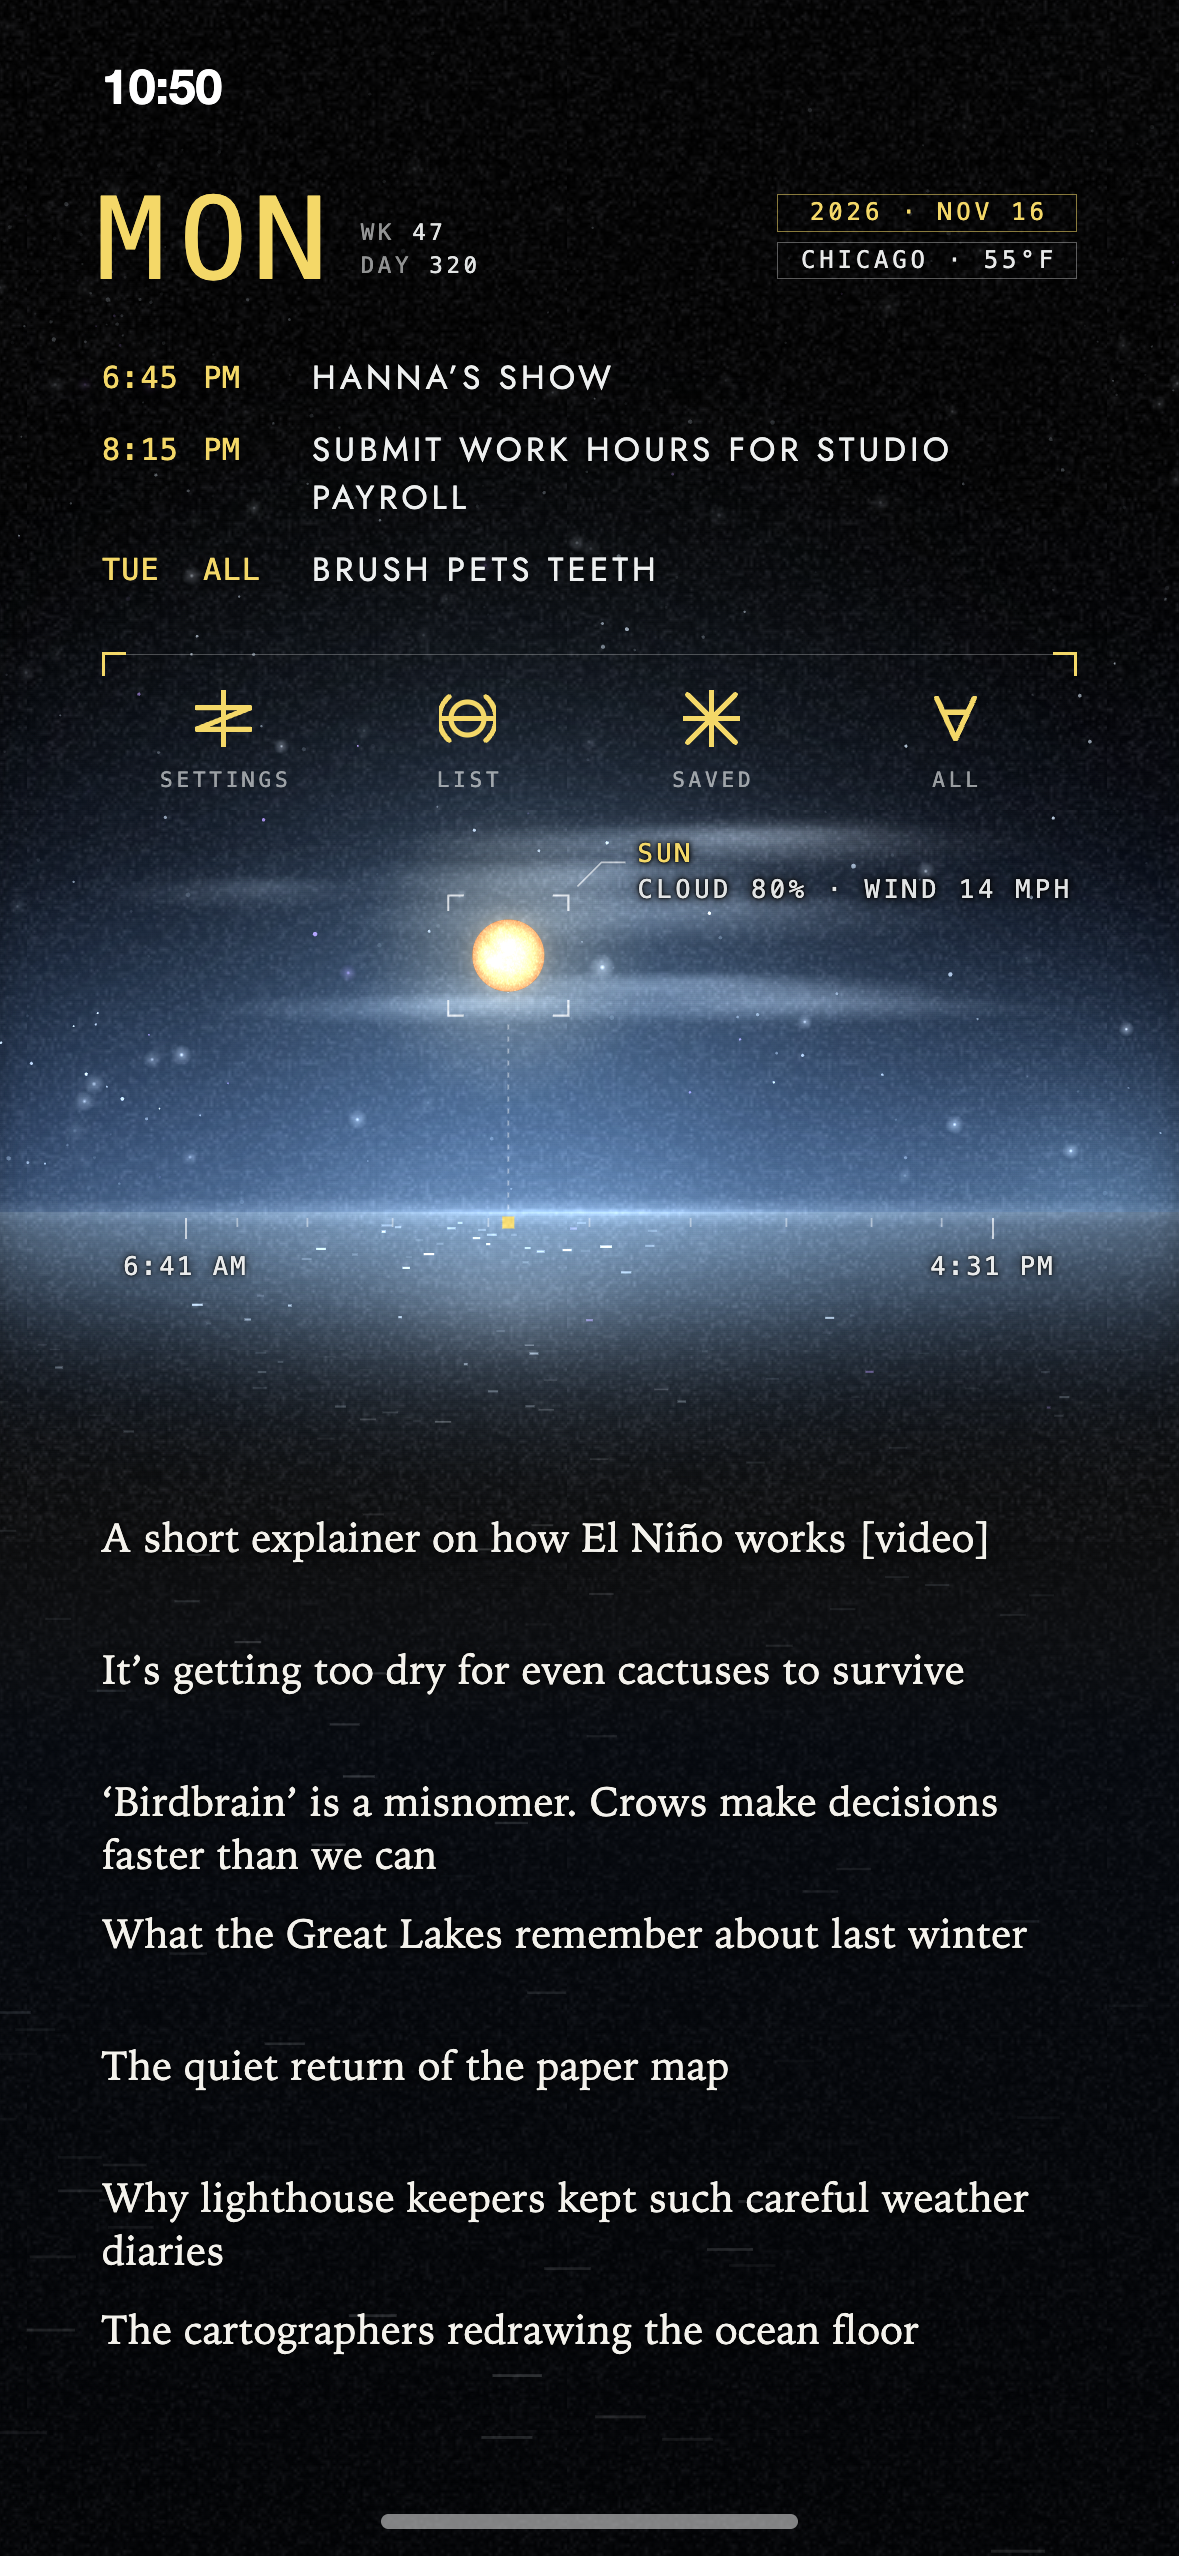 10:50
MON
WK 47
DAY 320
2026 · NOV 16
CHICAGO · 55°F
6:45 PM HANNA’S SHOW
8:15 PM SUBMIT WORK HOURS FOR STUDIO
PAYROLL
TUE ALL BRUSH PETS TEETH
SETTINGS LIST SAVED ALL
SUN
CLOUD 80% · WIND 14 MPH
6:41 AM 4:31 PM
A short explainer on how El Niño works [video]
It’s getting too dry for even cactuses to survive
‘Birdbrain’ is a misnomer. Crows make decisions
faster than we can
What the Great Lakes remember about last winter
The quiet return of the paper map
Why lighthouse keepers kept such careful weather
diaries
The cartographers redrawing the ocean floor